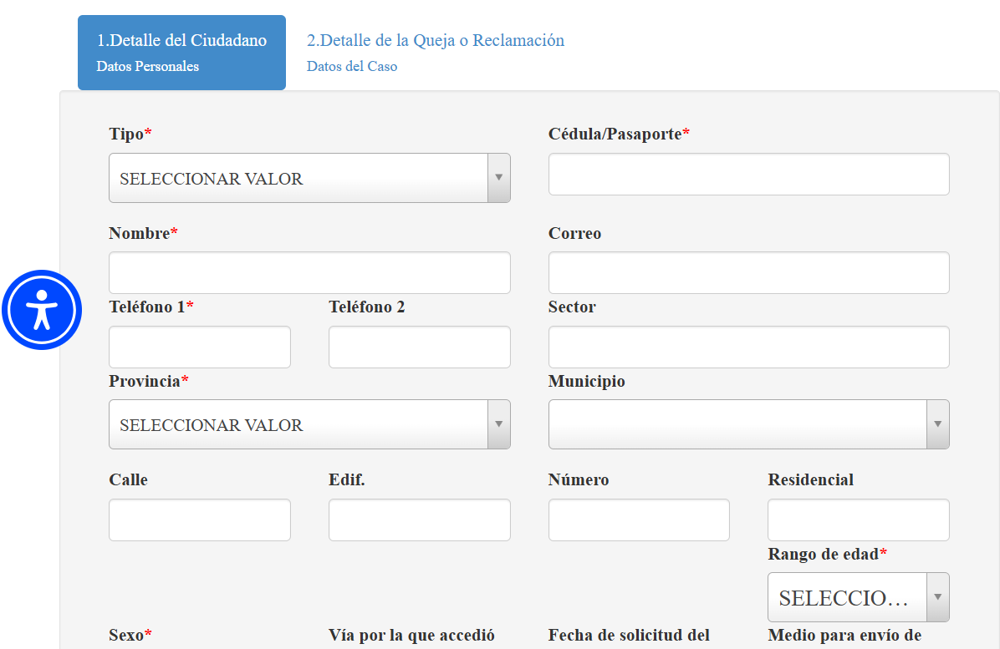 1.Detalle del Ciudadano
Datos Personales
2.Detalle de la Queja o Reclamación
Datos del Caso
Tipo*
Cédula/Pasaporte*
SELECCIONAR VALOR
Nombre*
Correo
Teléfono 1*
Teléfono 2
Sector
Provincia*
Municipio
SELECCIONAR VALOR
Calle
Edif.
Número
Residencial
Rango de edad*
SELECCIO...
Sexo*
Vía por la que accedió
Fecha de solicitud del
Medio para envío de